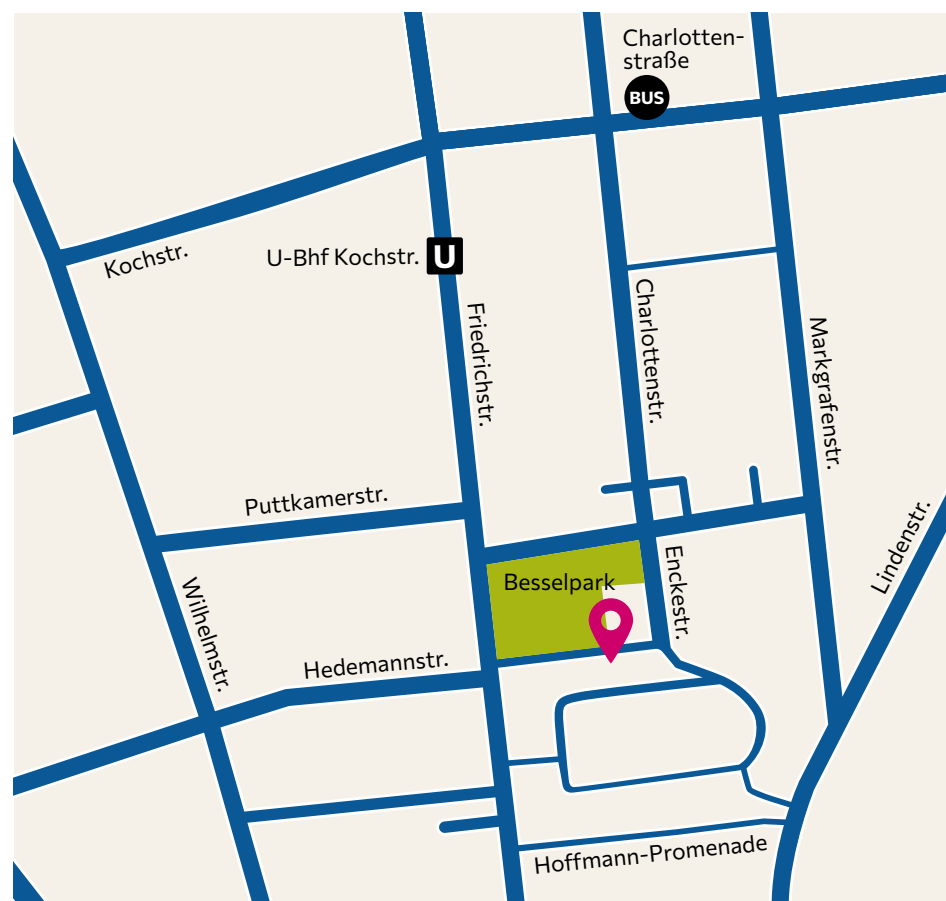 Charlotten-
straße
BUS
Kochstr.
U-Bhf Kochstr.
U
Friedrichstr.
Charlottenstr.
Markgrafenstr.
Puttkamerstr.
Lindenstr.
Besselpark
Enckestr.
Wilhelmstr.
Hedemannstr.
Hoffmann-Promenade